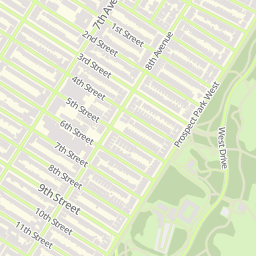 7th Ave
1st Street
2nd Street
8th Avenue
3rd Street
4th Street
5th Street
6th Street
Prospect Park West
West Drive
7th Street
8th Street
9th Street
10th Street
11th Street